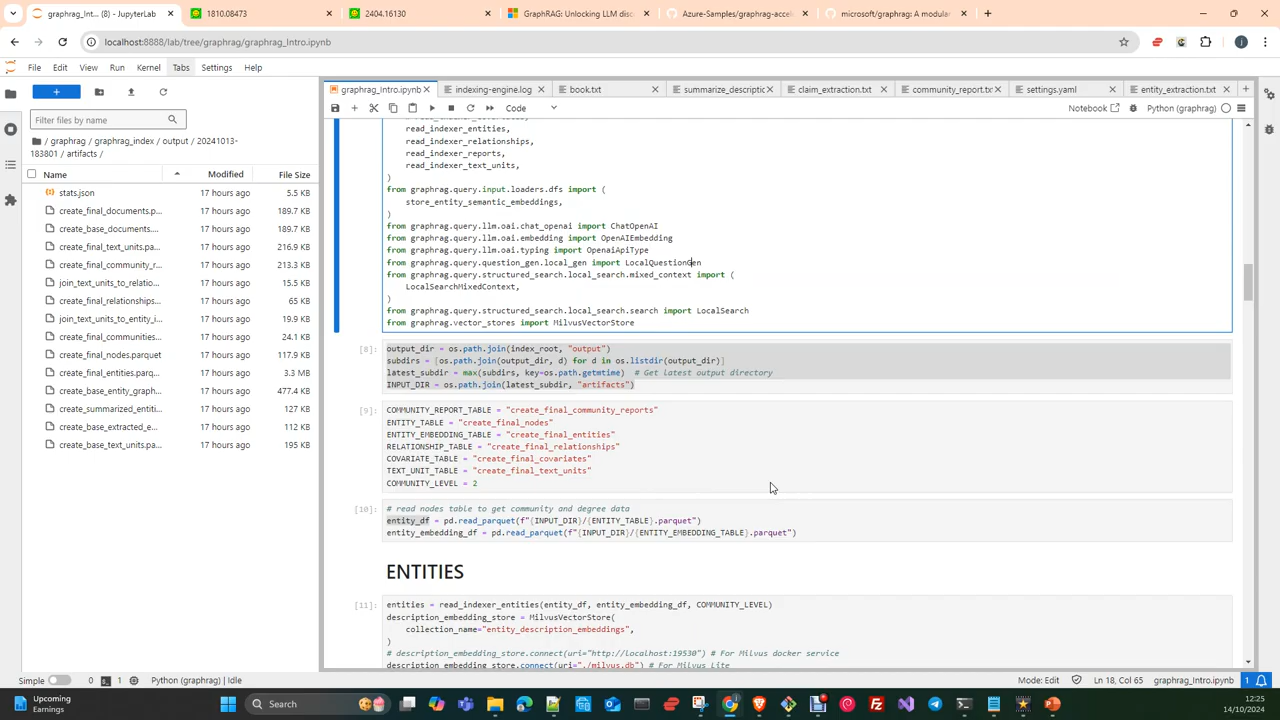 graphrag_Int... (8) - JupyterLab
1810.08473
2404.16130
GraphRAG: Unlocking LLM disc
Azure-Samples/graphrag-accele
microsoft/graphrag: A modular
localhost:8888/lab/tree/graphrag/graphrag_Intro.ipynb
File Edit View Run Kernel Tabs Settings Help
graphrag_Intro.ipynb
indexing-engine.log
book.txt
summarize_descriptic
claim_extraction.txt
community_report.txt
settings.yaml
entity_extraction.txt
Code
Notebook
Python (graphrag)
Filter files by name
/ graphrag / graphrag_index / output / 20241013-
183801 / artifacts /
Name Modified File Size
stats.json 17 hours ago 5.5 KB
create_final_documents.p... 17 hours ago 189.7 KB
create_base_documents.... 17 hours ago 189.7 KB
create_final_text_units.pa... 17 hours ago 216.9 KB
create_final_community_r... 17 hours ago 213.3 KB
join_text_units_to_relatio... 17 hours ago 59.9 KB
create_final_relationships... 17 hours ago 65 KB
join_text_units_to_entity_i... 17 hours ago 19.9 KB
create_final_communities... 17 hours ago 24.1 KB
create_final_nodes.parquet 17 hours ago 117.9 KB
create_final_entities.parq... 17 hours ago 3.3 MB
create_base_entity_graph... 17 hours ago 477.4 KB
create_summarized_entiti... 17 hours ago 127 KB
create_base_extracted_e... 17 hours ago 112 KB
create_base_text_units.pa... 17 hours ago 195 KB
read_indexer_entities,
read_indexer_relationships,
read_indexer_reports,
read_indexer_text_units,
)
from graphrag.query.input.loaders.dfs import (
store_entity_semantic_embeddings,
)
from graphrag.query.llm.oai.chat_openai import ChatOpenAI
from graphrag.query.llm.oai.embedding import OpenAIEmbedding
from graphrag.query.llm.oai.typing import OpenaiApiType
from graphrag.query.question_gen.local_gen import LocalQuestionGen
from graphrag.query.structured_search.local_search.mixed_context import (
LocalSearchMixedContext,
)
from graphrag.query.structured_search.local_search.search import LocalSearch
from graphrag.vector_stores import MilvusVectorStore
[8]: output_dir = os.path.join(index_root, "output")
subdirs = [os.path.join(output_dir, d) for d in os.listdir(output_dir)]
latest_subdir = max(subdirs, key=os.path.getmtime) # Get latest output directory
INPUT_DIR = os.path.join(latest_subdir, "artifacts")
[9]: COMMUNITY_REPORT_TABLE = "create_final_community_reports"
ENTITY_TABLE = "create_final_nodes"
ENTITY_EMBEDDING_TABLE = "create_final_entities"
RELATIONSHIP_TABLE = "create_final_relationships"
COVARIATE_TABLE = "create_final_covariates"
TEXT_UNIT_TABLE = "create_final_text_units"
COMMUNITY_LEVEL = 2
[10]: # read nodes table to get community and degree data
entity_df = pd.read_parquet(f"{INPUT_DIR}/{ENTITY_TABLE}.parquet")
entity_embedding_df = pd.read_parquet(f"{INPUT_DIR}/{ENTITY_EMBEDDING_TABLE}.parquet")
ENTITIES
[11]: entities = read_indexer_entities(entity_df, entity_embedding_df, COMMUNITY_LEVEL)
description_embedding_store = MilvusVectorStore(
collection_name="entity_description_embeddings",
)
# description_embedding_store.connect(uri="http://localhost:19530") # For Milvus docker service
description_embedding_store.connect(uri="./milvus.db") # For Milvus Lite
Simple 0 1 Python (graphrag) | Idle
Mode: Edit Ln 18, Col 65 graphrag_Intro.ipynb 1
Upcoming
Earnings
Search
12:25
14/10/2024